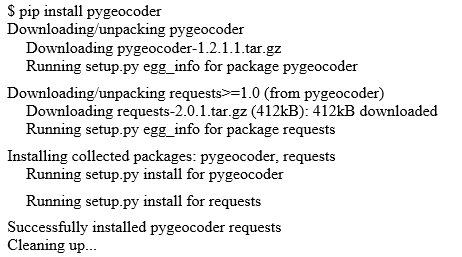 $ pip install pygeocoder
Downloading/unpacking pygeocoder
Downloading pygeocoder-1.2.1.1.tar.gz
Running setup.py egg_info for package pygeocoder
Downloading/unpacking requests>=1.0 (from pygeocoder)
Downloading requests-2.0.1.tar.gz (412kB): 412kB downloaded
Running setup.py egg_info for package requests
Installing collected packages: pygeocoder, requests
Running setup.py install for pygeocoder
Running setup.py install for requests
Successfully installed pygeocoder requests
Cleaning up...